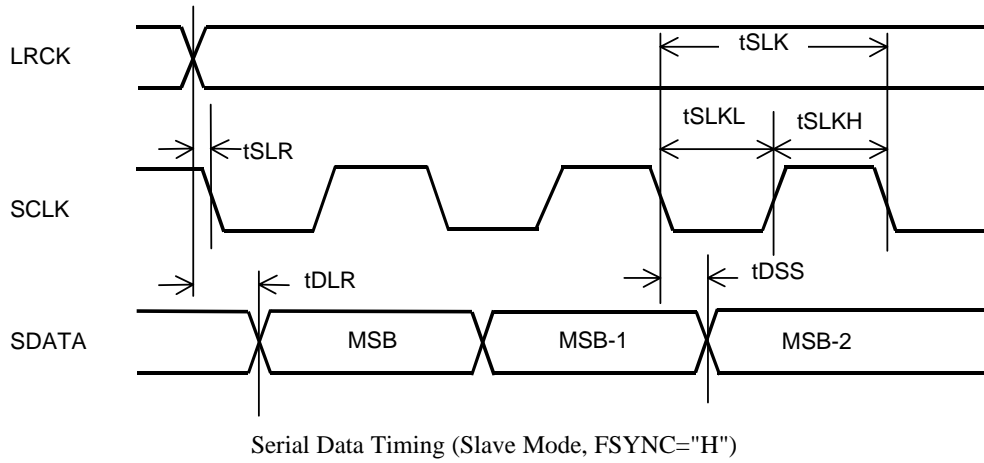 LRCK
tSLK
tSLKL
tSLKH
tSLR
SCLK
tDLR
tDSS
SDATA
MSB
MSB-1
MSB-2
Serial Data Timing (Slave Mode, FSYNC="H")